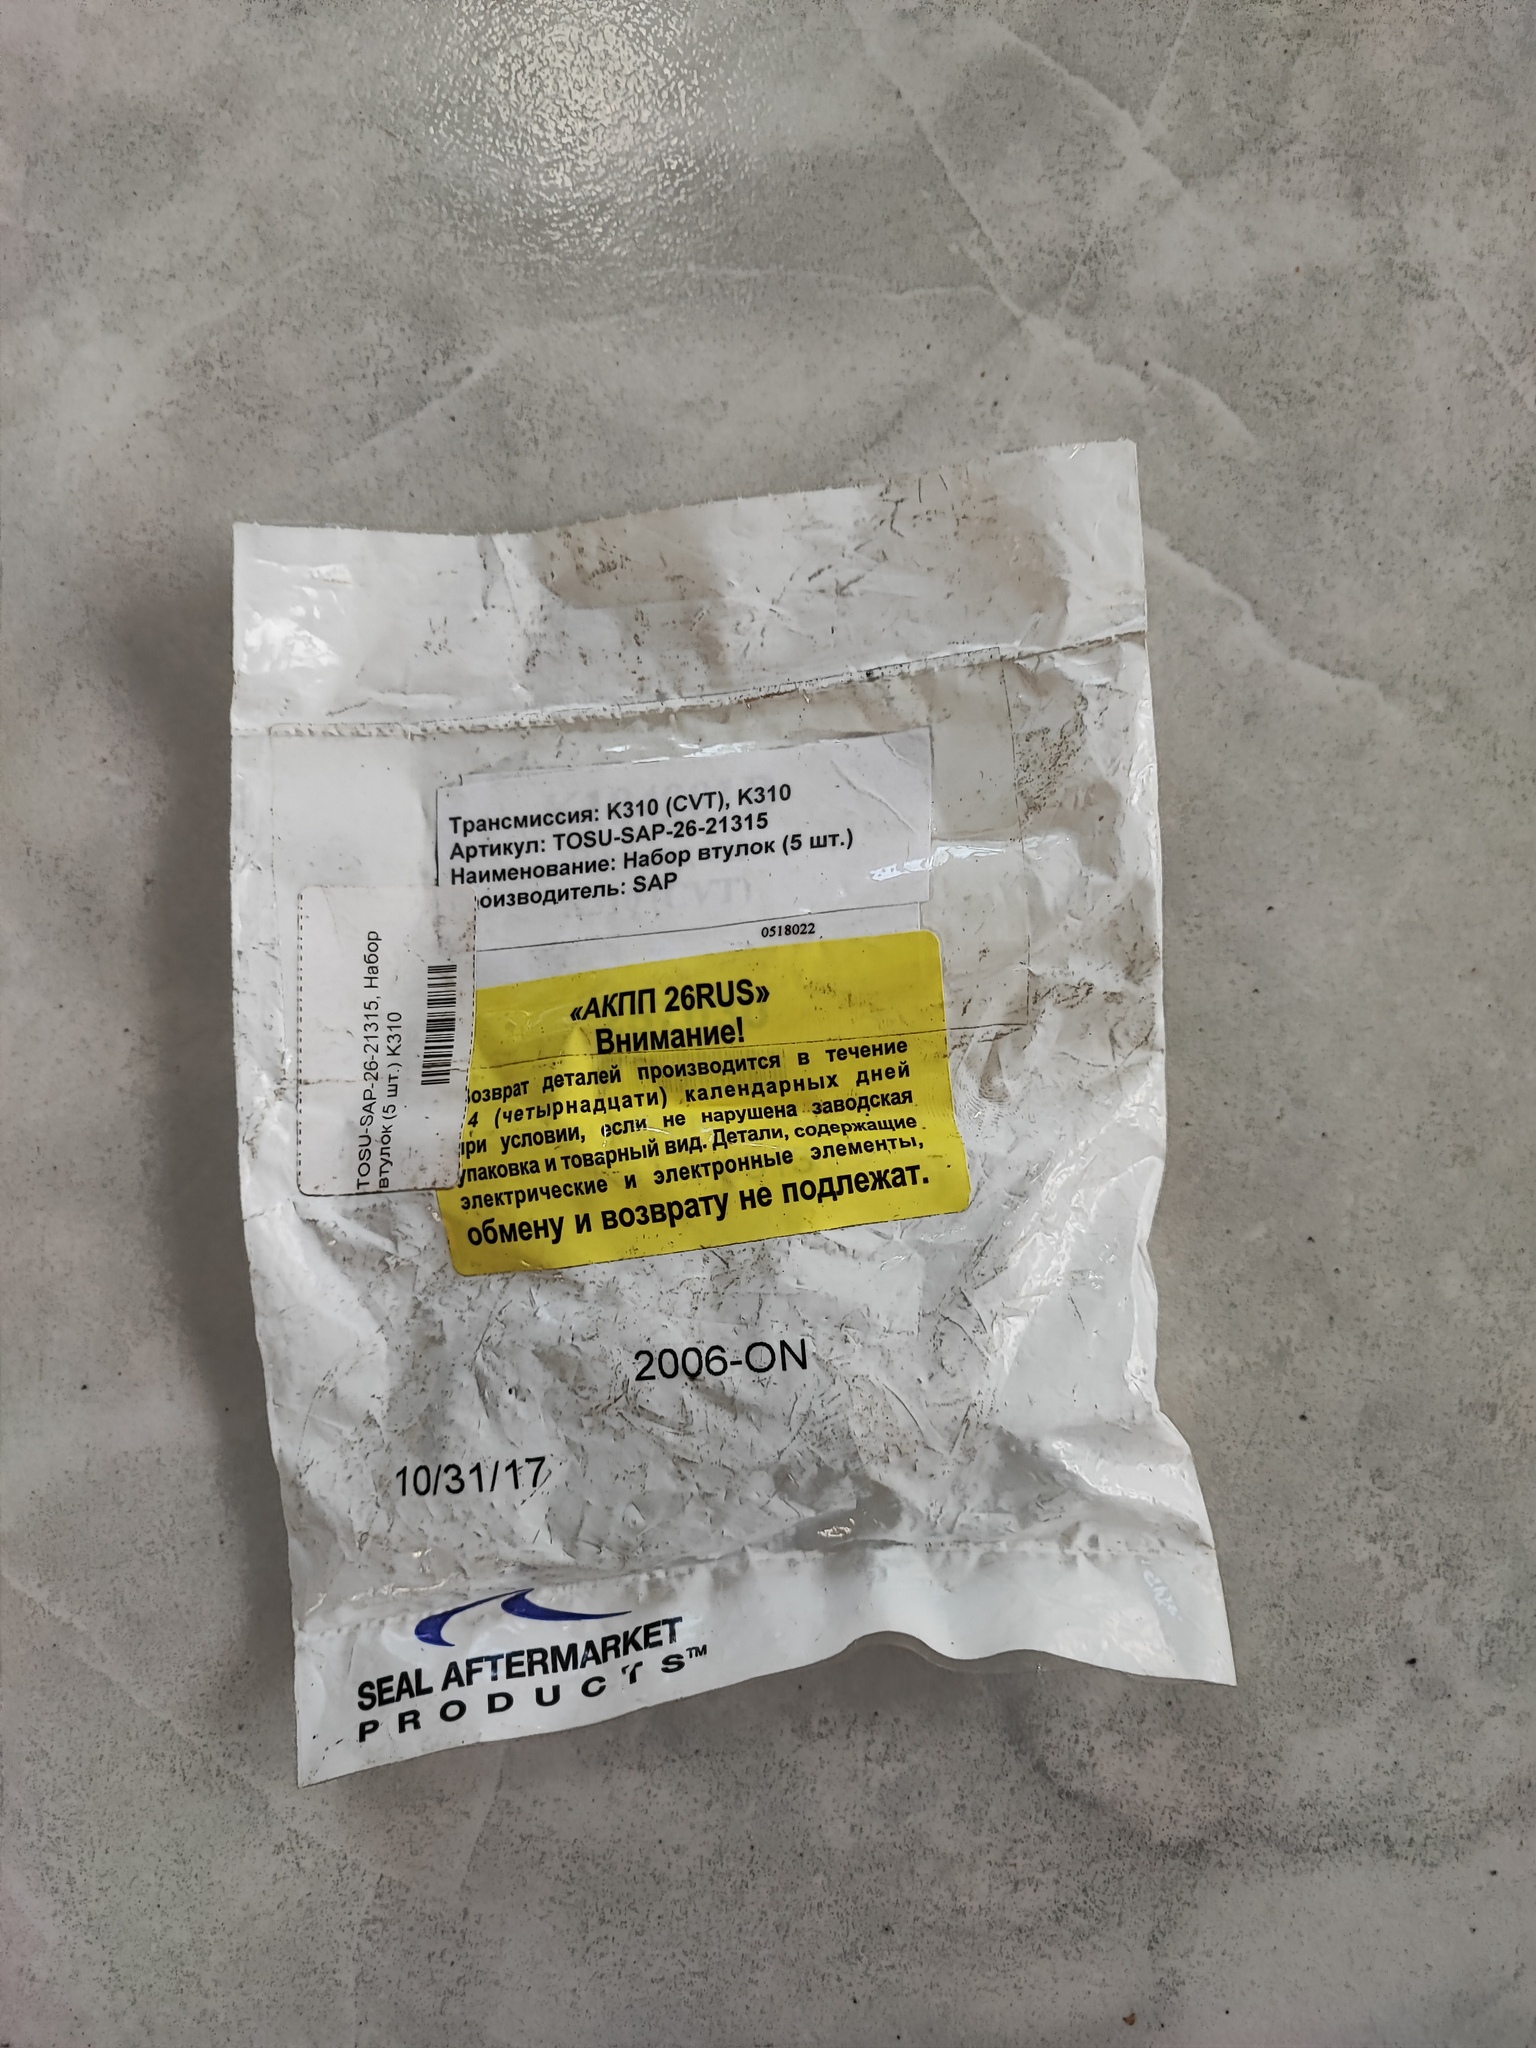 Трансмиссия: K310 (CVT), K310
Артикул: TOSU-SAP-26-21315
Наименование: Набор втулок (5 шт.)
оизводитель: SAP
0518022
TOSU-SAP-26-21315, Набор
втулок (5 шт.) K310
«АКПП 26RUS»
Внимание!
озврат деталей производится в течение
4 (четырнадцати) календарных дней
при условии, если не нарушена заводская
упаковка и товарный вид. Детали, содержащие
электрические и электронные элементы,
обмену и возврату не подлежат.
2006-ON
10/31/17
SEAL AFTERMARKET
PRODUCTS™